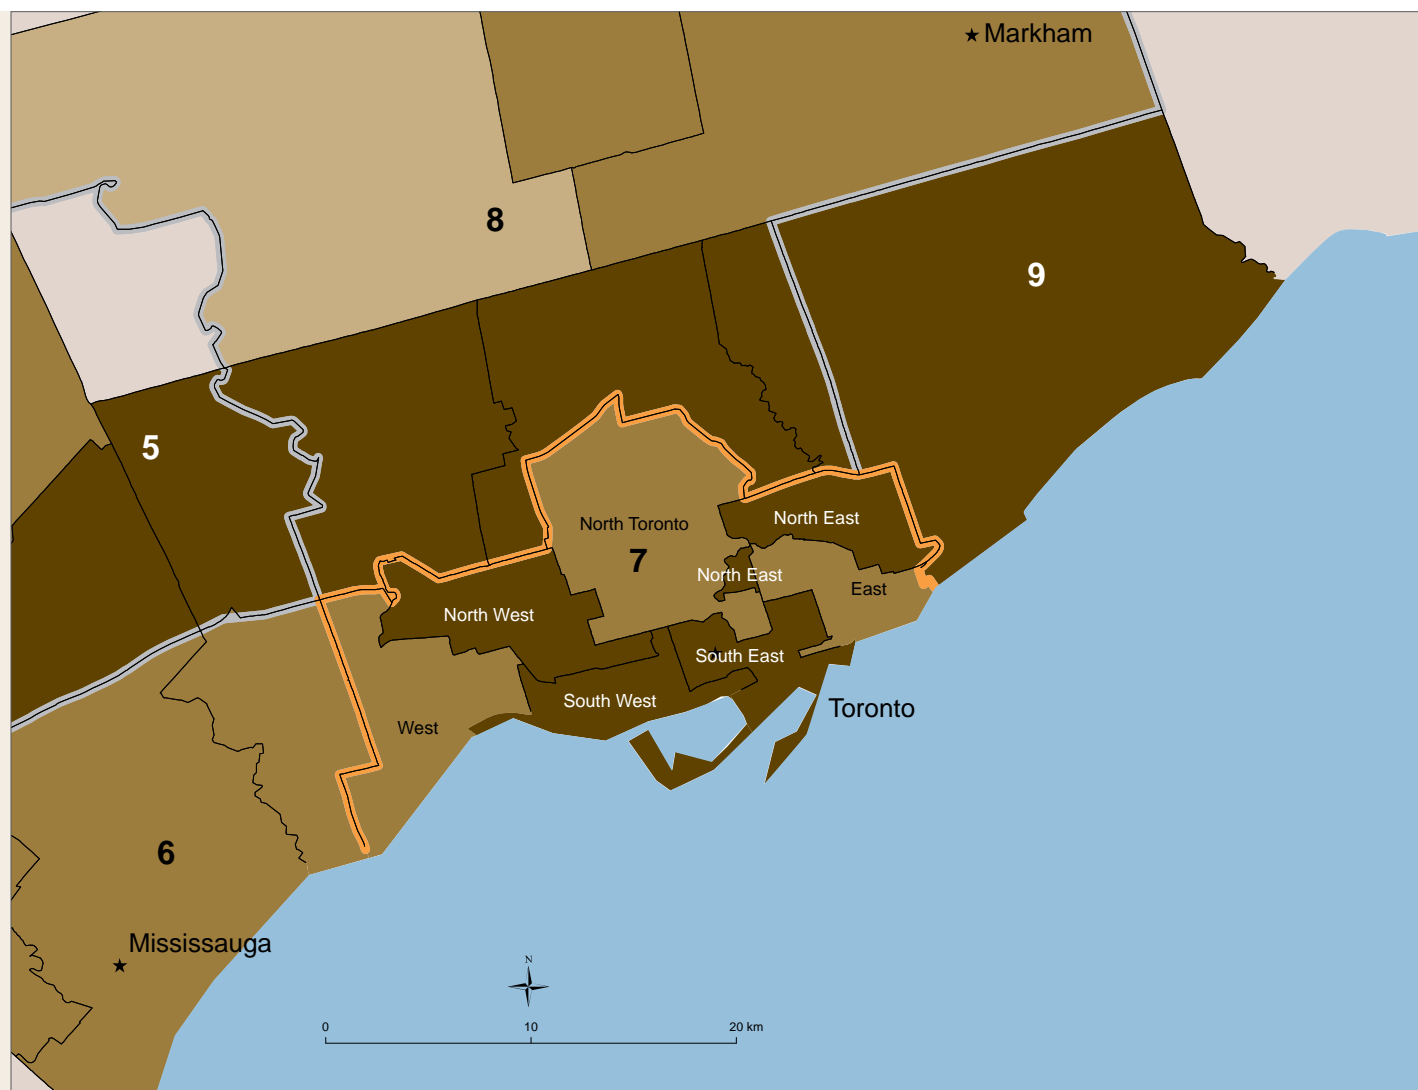 Markham
8
9
5
North Toronto
North East
7
North East
East
North West
South East
South West
Toronto
West
6
Mississauga
N
0
10
20 km